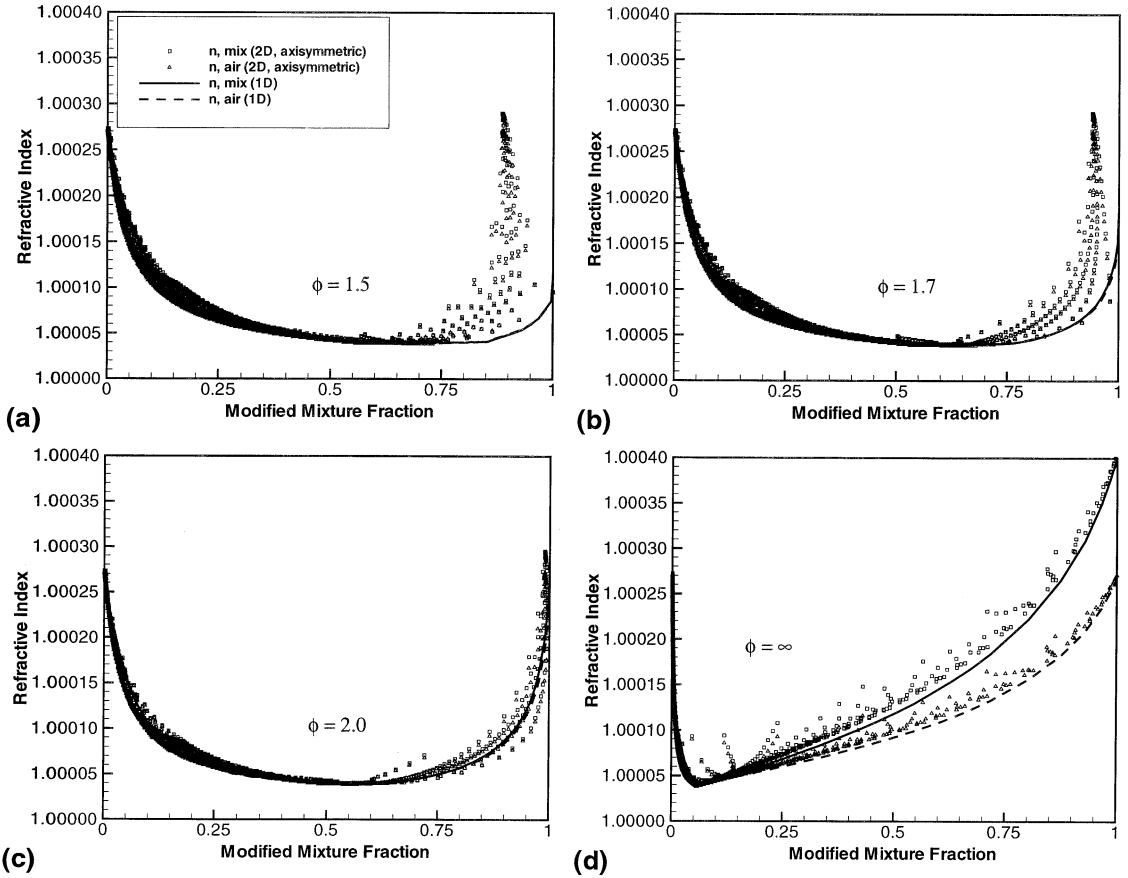 1.00040
1.00035
1.00030
1.00025
1.00020
1.00015
1.00010
1.00005
1.00000
Refractive Index
n, mix (2D, axisymmetric)
n, air (2D, axisymmetric)
n, mix (1D)
n, air (1D)
ϕ = 1.5
0 0.25 0.5 0.75 1
Modified Mixture Fraction
(a)
1.00040
1.00035
1.00030
1.00025
1.00020
1.00015
1.00010
1.00005
1.00000
Refractive Index
ϕ = 1.7
0 0.25 0.5 0.75 1
Modified Mixture Fraction
(b)
1.00040
1.00035
1.00030
1.00025
1.00020
1.00015
1.00010
1.00005
1.00000
Refractive Index
ϕ = 2.0
0 0.25 0.5 0.75 1
Modified Mixture Fraction
(c)
1.00040
1.00035
1.00030
1.00025
1.00020
1.00015
1.00010
1.00005
1.00000
Refractive Index
ϕ = ∞
0 0.25 0.5 0.75 1
Modified Mixture Fraction
(d)